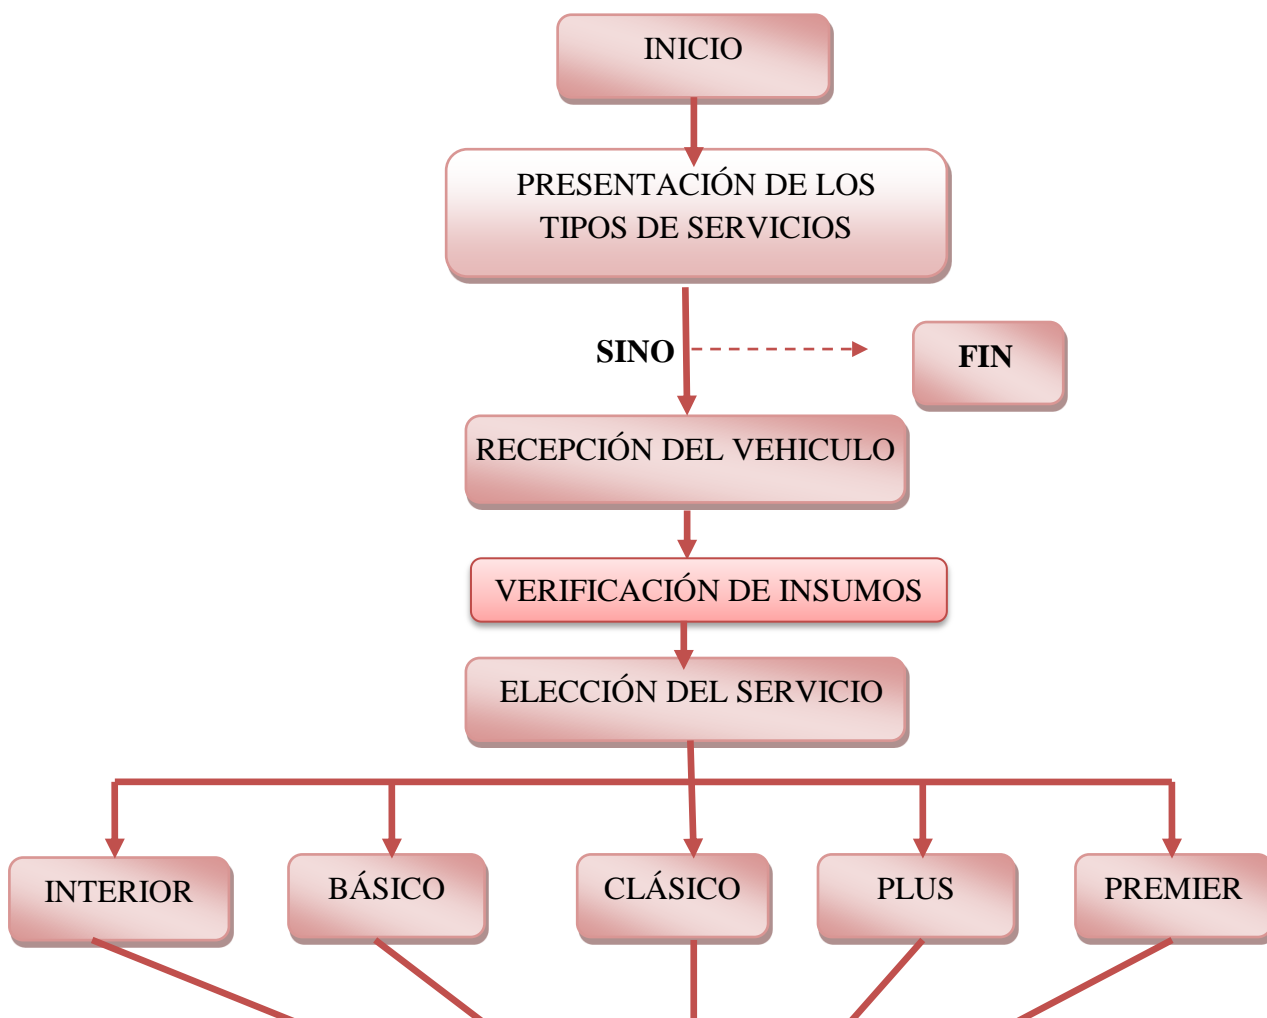 INICIO
PRESENTACIÓN DE LOS
TIPOS DE SERVICIOS
SINO
FIN
RECEPCIÓN DEL VEHICULO
VERIFICACIÓN DE INSUMOS
ELECCIÓN DEL SERVICIO
INTERIOR
BÁSICO
CLÁSICO
PLUS
PREMIER